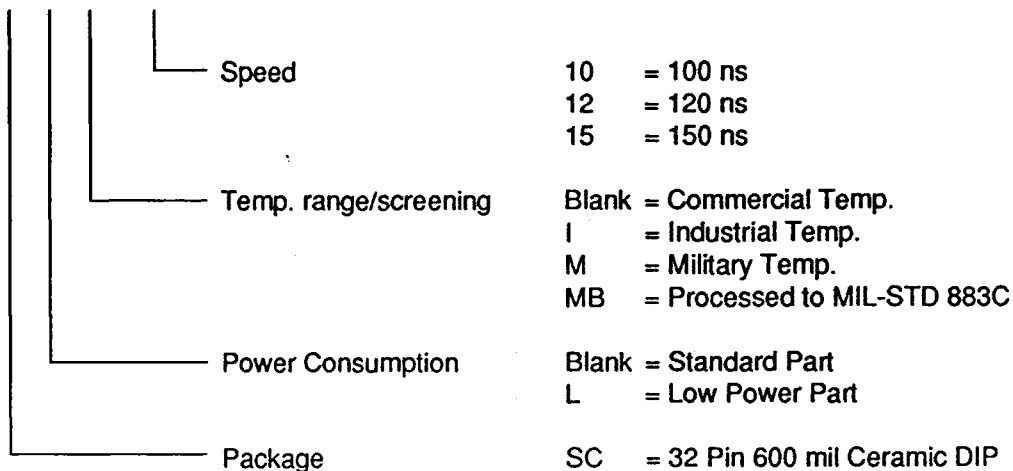 Speed 10 = 100 ns
12 = 120 ns
15 = 150 ns
Temp. range/screening Blank = Commercial Temp.
I = Industrial Temp.
M = Military Temp.
MB = Processed to MIL-STD 883C
Power Consumption Blank = Standard Part
L = Low Power Part
Package SC = 32 Pin 600 mil Ceramic DIP